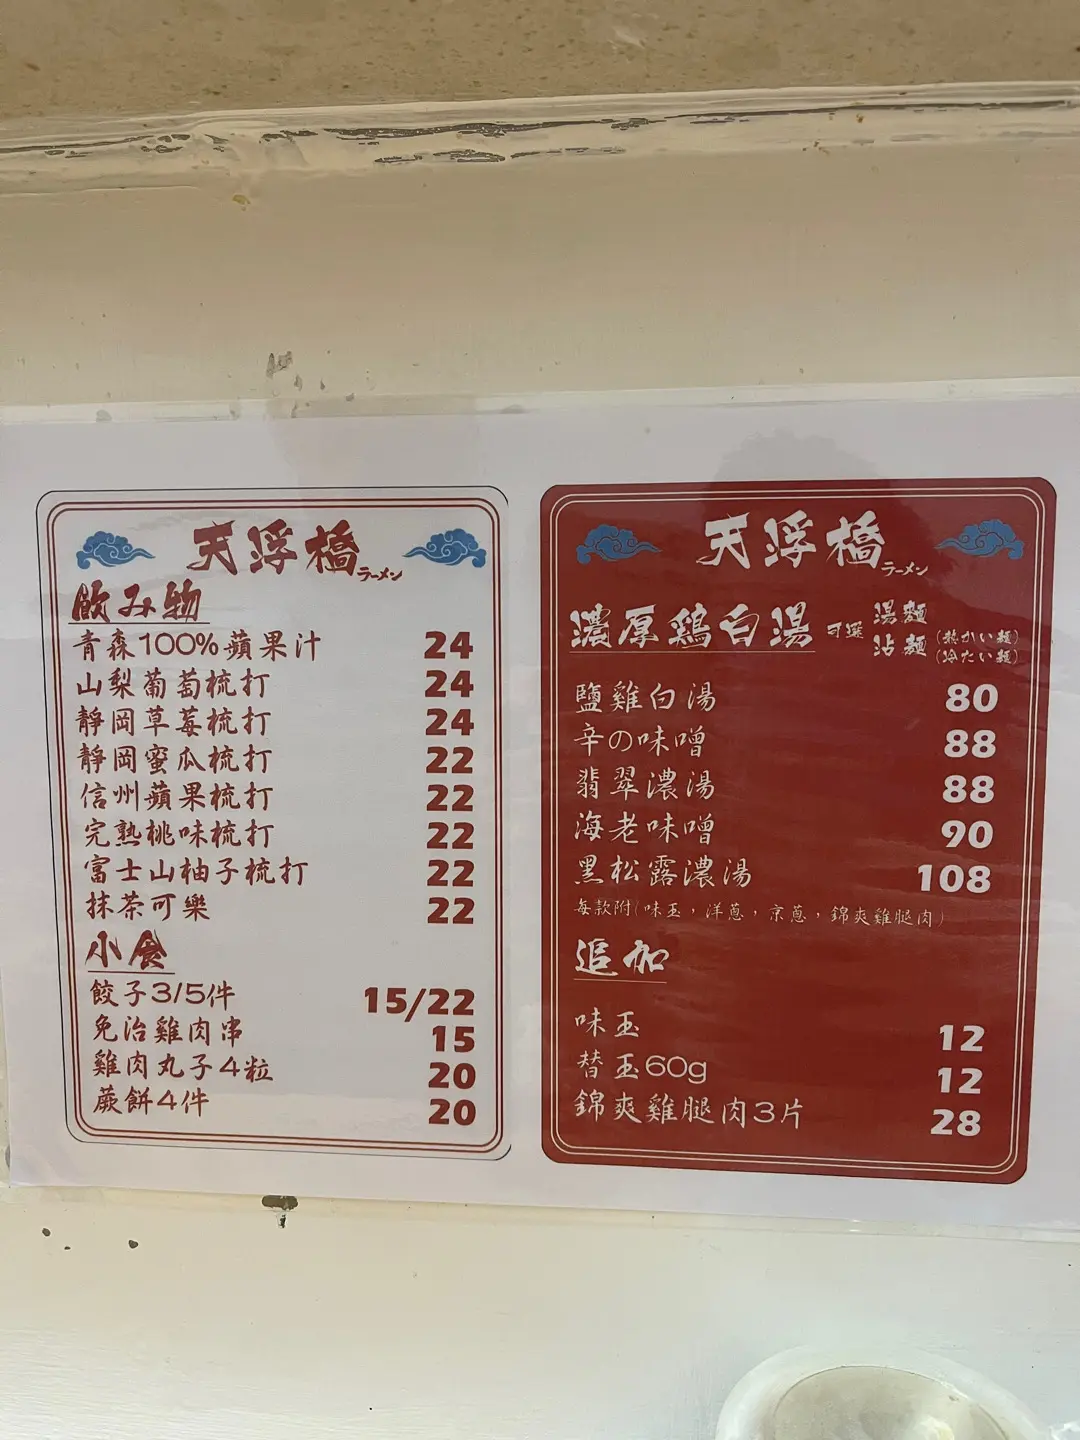 天浮橋
ラーメン
飲み物
青森100%蘋果汁 24
山梨葡萄梳打 24
靜岡草莓梳打 24
靜岡蜜瓜梳打 22
信州蘋果梳打 22
完熟桃味梳打 22
富士山柚子梳打 22
抹茶可樂 22
小食
餃子3/5件 15/22
免治雞肉串 15
雞肉丸子4粒 20
蕨餅4件 20
天浮橋
ラーメン
濃厚鶏白湯 可選 湯麵
沾麵 (熱かい麺)
(冷たい麺)
鹽雞白湯 80
辛の味噌 88
翡翠濃湯 88
海老味噌 90
黑松露濃湯 108
每款附(味玉，洋蔥，京蔥，錦爽雞腿肉)
追加
味玉 12
替玉60g 12
錦爽雞腿肉3片 28